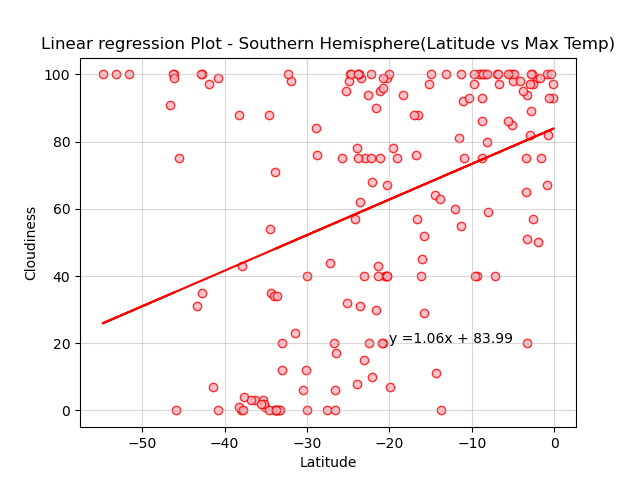 Linear regression Plot - Southern Hemisphere(Latitude vs Max Temp)
100
80
60
40
20
0
Cloudiness
y =1.06x + 83.99
−50 −40 −30 −20 −10 0
Latitude